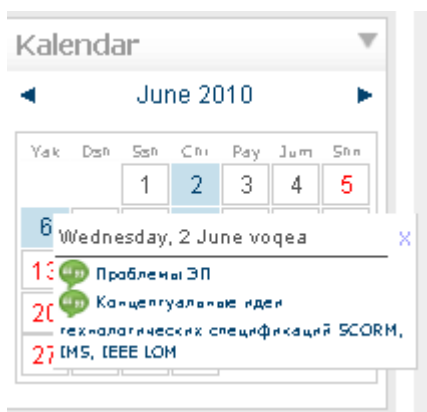 Kalendar
◄ June 2010 ►
Yak Dsh Ssh Chr Pay Jum Shn
1 2 3 4 5
6
Wednesday, 2 June voqea X
13
Проблемы ЭП
20
Концептуальные идеи
технологических спецификаций SCORM,
27
IMS, IEEE LOM